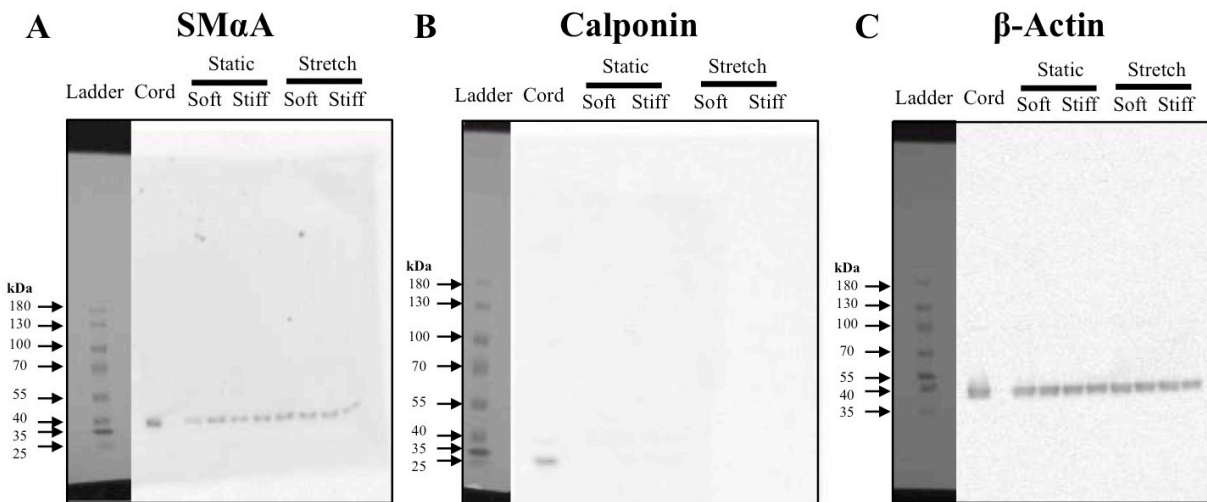 A SMαA
Static Stretch
Ladder Cord Soft Stiff Soft Stiff
kDa
180
130
100
70
55
40
35
25
B Calponin
Static Stretch
Ladder Cord Soft Stiff Soft Stiff
kDa
180
130
100
70
55
40
35
25
C β-Actin
Static Stretch
Ladder Cord Soft Stiff Soft Stiff
kDa
180
130
100
70
55
40
35